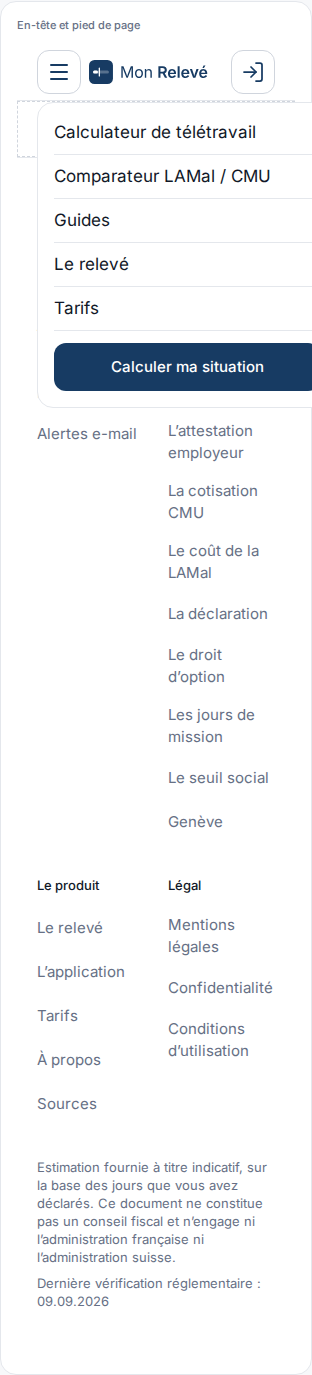 En-tête et pied de page
Mon Relevé
Calculateur de télétravail
Comparateur LAMal / CMU
Guides
Le relevé
Tarifs
Calculer ma situation
Alertes e-mail
L’attestation
employeur
La cotisation
CMU
Le coût de la
LAMal
La déclaration
Le droit
d’option
Les jours de
mission
Le seuil social
Genève
Le produit
Le relevé
L’application
Tarifs
À propos
Sources
Légal
Mentions
légales
Confidentialité
Conditions
d’utilisation
Estimation fournie à titre indicatif, sur
la base des jours que vous avez
déclarés. Ce document ne constitue
pas un conseil fiscal et n’engage ni
l’administration française ni
l’administration suisse.
Dernière vérification réglementaire :
09.09.2026